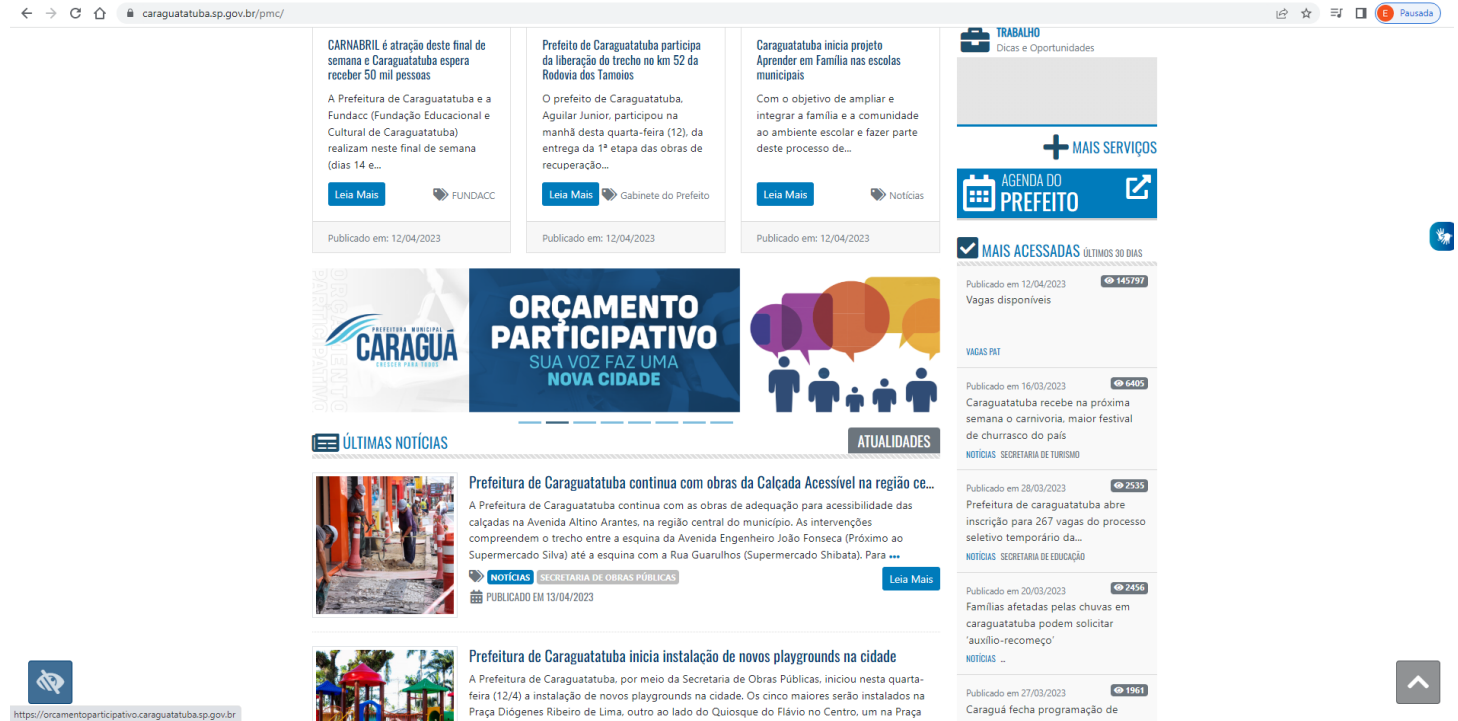 caraguatatuba.sp.gov.br/pmc/
E Pausada
CARNABRIL é atração deste final de
semana e Caraguatatuba espera
receber 50 mil pessoas
A Prefeitura de Caraguatatuba e a
Fundacc (Fundação Educacional e
Cultural de Caraguatatuba)
realizam neste final de semana
(dias 14 e...
Leia Mais
FUNDACC
Publicado em: 12/04/2023
Prefeito de Caraguatatuba participa
da liberação do trecho no km 52 da
Rodovia dos Tamoios
O prefeito de Caraguatatuba,
Aguilar Junior, participou na
manhã desta quarta-feira (12), da
entrega da 1ª etapa das obras de
recuperação...
Leia Mais
Gabinete do Prefeito
Publicado em: 12/04/2023
Caraguatatuba inicia projeto
Aprender em Família nas escolas
municipais
Com o objetivo de ampliar e
integrar a família e a comunidade
ao ambiente escolar e fazer parte
deste processo de...
Leia Mais
Notícias
Publicado em: 12/04/2023
PREFEITURA MUNICIPAL
CARAGUÁ
CRESCER PARA TODOS
ORÇAMENTO
PARTICIPATIVO
SUA VOZ FAZ UMA
NOVA CIDADE
ÚLTIMAS NOTÍCIAS
ATUALIDADES
Prefeitura de Caraguatatuba continua com obras da Calçada Acessível na região ce...
A Prefeitura de Caraguatatuba continua com as obras de adequação para acessibilidade das
calçadas na Avenida Altino Arantes, na região central do município. As intervenções
compreendem o trecho entre a esquina da Avenida Engenheiro João Fonseca (Próximo ao
Supermercado Silva) até a esquina com a Rua Guarulhos (Supermercado Shibata). Para ...
NOTÍCIAS SECRETARIA DE OBRAS PÚBLICAS
Leia Mais
PUBLICADO EM 13/04/2023
Prefeitura de Caraguatatuba inicia instalação de novos playgrounds na cidade
A Prefeitura de Caraguatatuba, por meio da Secretaria de Obras Públicas, iniciou nesta quarta-
feira (12/4) a instalação de novos playgrounds na cidade. Os cinco maiores serão instalados na
Praça Diógenes Ribeiro de Lima, outro ao lado do Quiosque do Flávio no Centro, um na Praça
TRABALHO
Dicas e Oportunidades
MAIS SERVIÇOS
AGENDA DO
PREFEITO
MAIS ACESSADAS ÚLTIMOS 30 DIAS
Publicado em 12/04/2023 145797
Vagas disponíveis
VAGAS PAT
Publicado em 16/03/2023 6405
Caraguatatuba recebe na próxima
semana o carnivoria, maior festival
de churrasco do país
NOTÍCIAS SECRETARIA DE TURISMO
Publicado em 28/03/2023 2535
Prefeitura de caraguatatuba abre
inscrição para 267 vagas do processo
seletivo temporário da...
NOTÍCIAS SECRETARIA DE EDUCAÇÃO
Publicado em 20/03/2023 2456
Famílias afetadas pelas chuvas em
caraguatatuba podem solicitar
'auxílio-recomeço'
NOTÍCIAS ..
Publicado em 27/03/2023 1961
Caraguá fecha programação de
https://orcamentoparticipativo.caraguatatuba.sp.gov.br